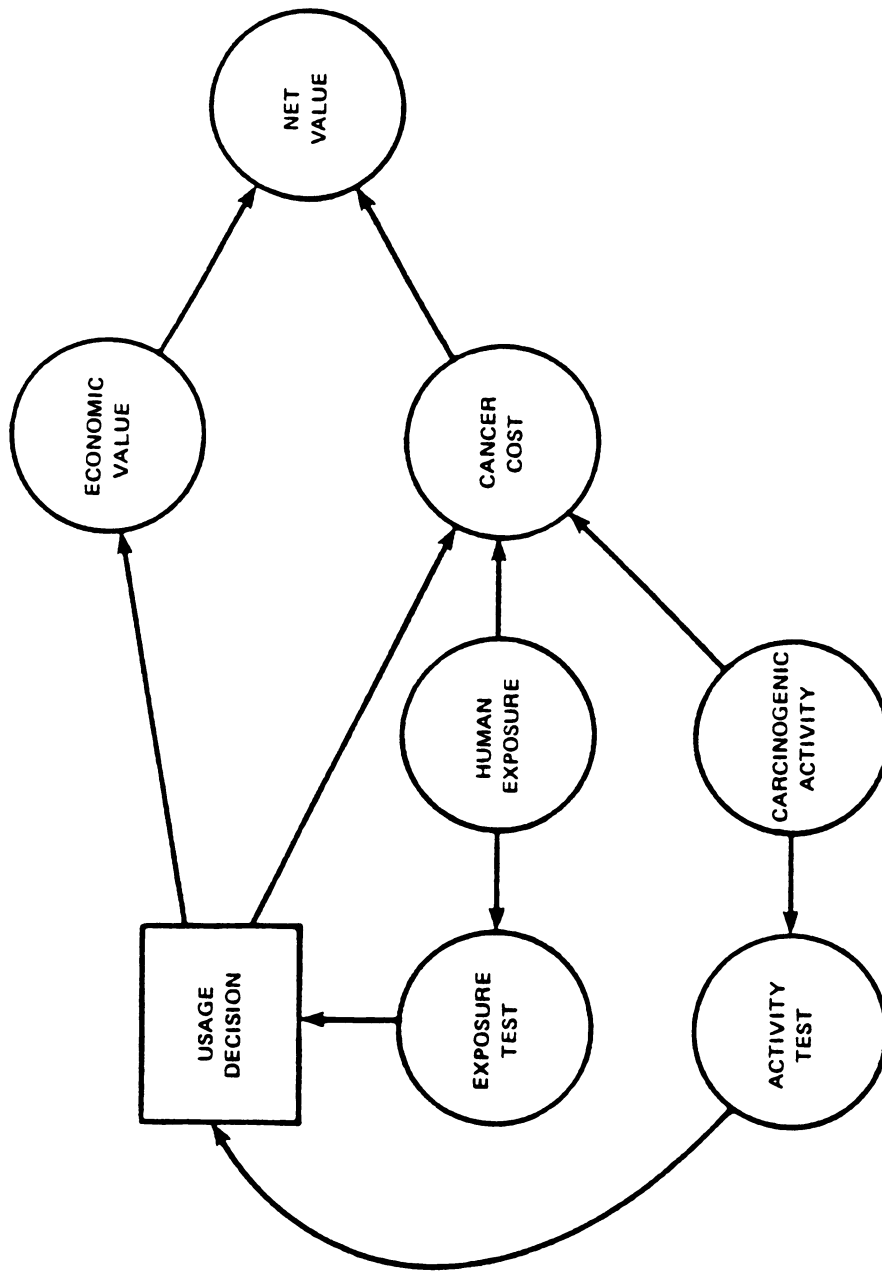 USAGE
DECISION
ECONOMIC
VALUE
NET
VALUE
EXPOSURE
TEST
HUMAN
EXPOSURE
CANCER
COST
ACTIVITY
TEST
CARCINOGENIC
ACTIVITY